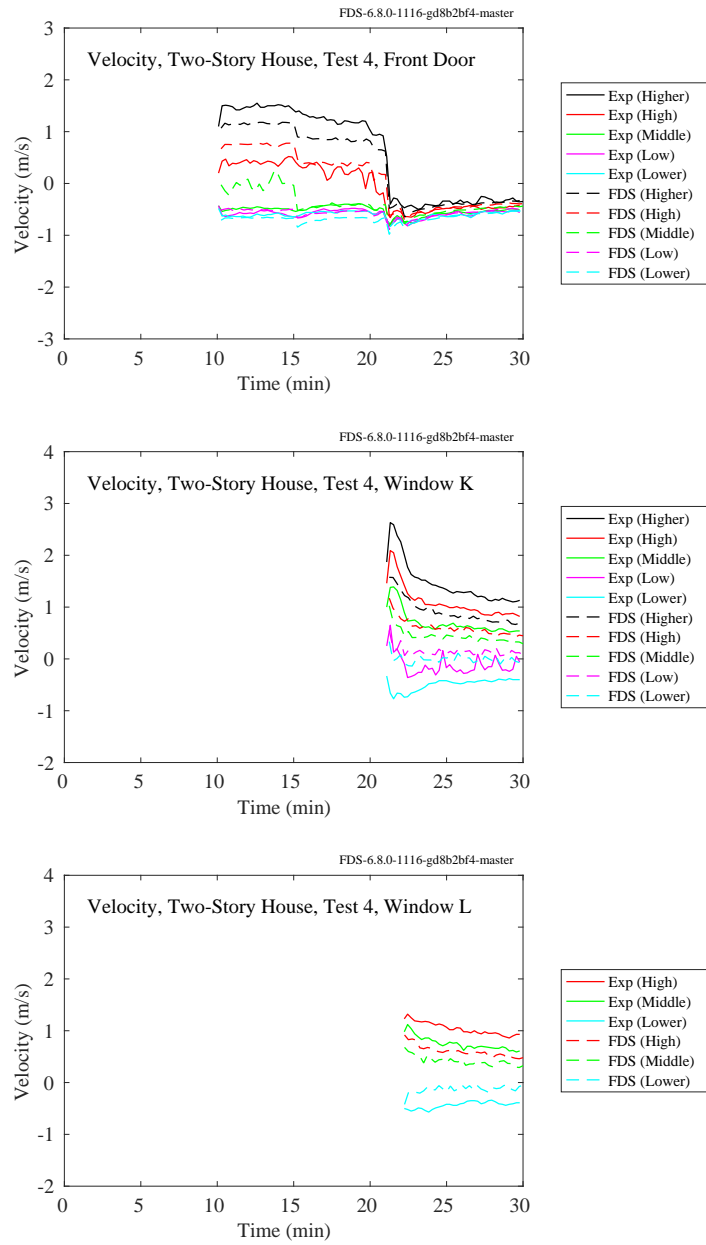 FDS-6.8.0-1116-gd8b2bf4-master
Velocity, Two-Story House, Test 4, Front Door
3
2
1
0
-1
-2
-3
Velocity (m/s)
0 5 10 15 20 25 30
Time (min)
Exp (Higher)
Exp (High)
Exp (Middle)
Exp (Low)
Exp (Lower)
FDS (Higher)
FDS (High)
FDS (Middle)
FDS (Low)
FDS (Lower)
FDS-6.8.0-1116-gd8b2bf4-master
Velocity, Two-Story House, Test 4, Window K
4
3
2
1
0
-1
-2
Velocity (m/s)
0 5 10 15 20 25 30
Time (min)
Exp (Higher)
Exp (High)
Exp (Middle)
Exp (Low)
Exp (Lower)
FDS (Higher)
FDS (High)
FDS (Middle)
FDS (Low)
FDS (Lower)
FDS-6.8.0-1116-gd8b2bf4-master
Velocity, Two-Story House, Test 4, Window L
4
3
2
1
0
-1
-2
Velocity (m/s)
0 5 10 15 20 25 30
Time (min)
Exp (High)
Exp (Middle)
Exp (Lower)
FDS (High)
FDS (Middle)
FDS (Lower)